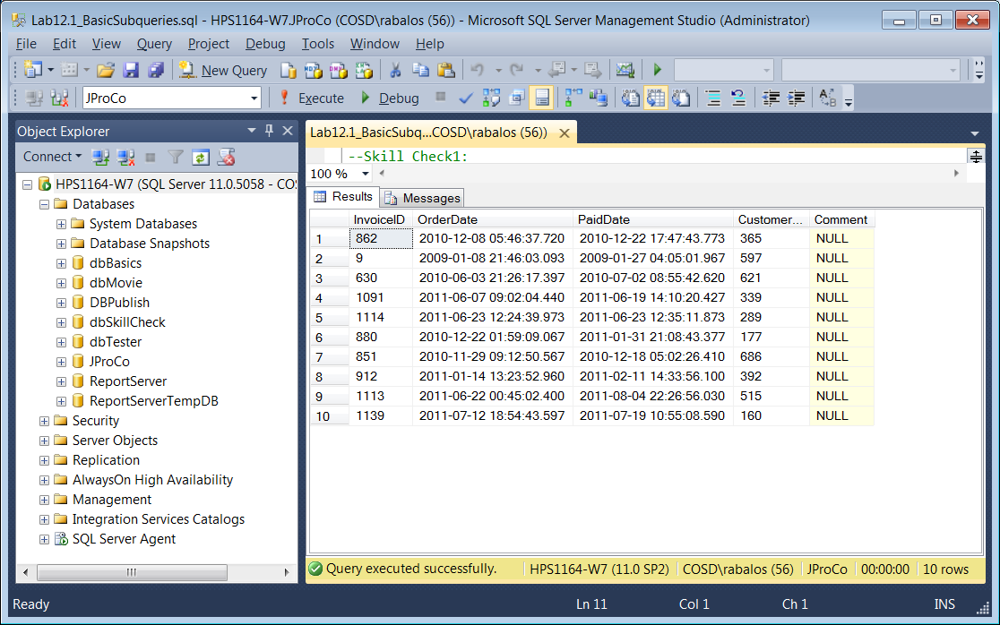 Lab12.1_BasicSubqueries.sql - HPS1164-W7.JProCo (COSD\rabalos (56)) - Microsoft SQL Server Management Studio (Administrator)
File Edit View Query Project Debug Tools Window Help
New Query
JProCo Execute Debug
Object Explorer
Connect
HPS1164-W7 (SQL Server 11.0.5058 - COS
Databases
System Databases
Database Snapshots
dbBasics
dbMovie
DBPublish
dbSkillCheck
dbTester
JProCo
ReportServer
ReportServerTempDB
Security
Server Objects
Replication
AlwaysOn High Availability
Management
Integration Services Catalogs
SQL Server Agent
Lab12.1_BasicSubq...COSD\rabalos (56))
--Skill Check1:
100 %
Results Messages
InvoiceID OrderDate PaidDate Customer... Comment
1 862 2010-12-08 05:46:37.720 2010-12-22 17:47:43.773 365 NULL
2 9 2009-01-08 21:46:03.093 2009-01-27 04:05:01.967 597 NULL
3 630 2010-06-03 21:26:17.397 2010-07-02 08:55:42.620 621 NULL
4 1091 2011-06-07 09:02:04.440 2011-06-19 14:10:20.427 339 NULL
5 1114 2011-06-23 12:24:39.973 2011-06-23 12:35:11.873 289 NULL
6 880 2010-12-22 01:59:09.067 2011-01-31 21:08:43.377 177 NULL
7 851 2010-11-29 09:12:50.567 2010-12-18 05:02:26.410 686 NULL
8 912 2011-01-14 13:23:52.960 2011-02-11 14:33:56.100 392 NULL
9 1113 2011-06-22 00:45:02.400 2011-08-04 22:26:56.030 515 NULL
10 1139 2011-07-12 18:54:43.597 2011-07-19 10:55:08.590 160 NULL
Query executed successfully. HPS1164-W7 (11.0 SP2) COSD\rabalos (56) JProCo 00:00:00 10 rows
Ready Ln 11 Col 1 Ch 1 INS